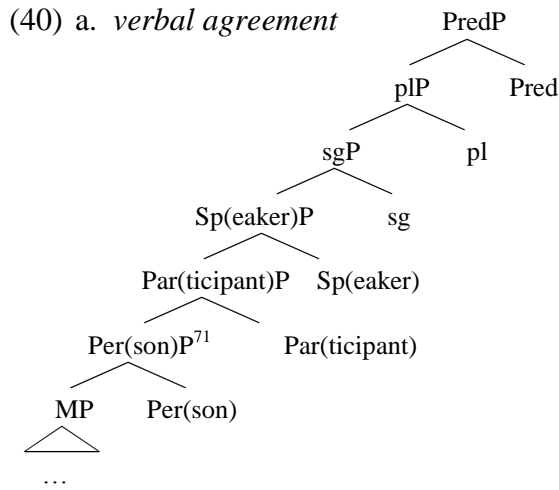 (40) a. verbal agreement PredP
plP Pred
sgP pl
Sp(eaker)P sg
Par(ticipant)P Sp(eaker)
Per(son)P⁷¹ Par(ticipant)
MP Per(son)
…